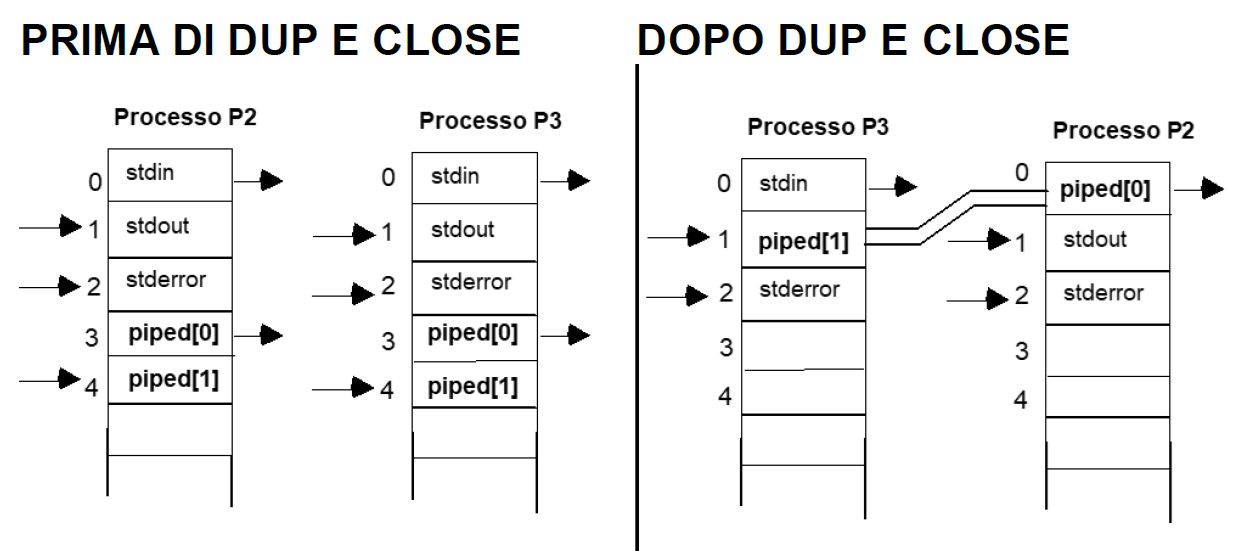 PRIMA DI DUP E CLOSE
DOPO DUP E CLOSE
Processo P2
0 stdin
1 stdout
2 stderror
3 piped[0]
4 piped[1]
Processo P3
0 stdin
1 stdout
2 stderror
3 piped[0]
4 piped[1]
Processo P3
0 stdin
1 piped[1]
2 stderror
3
4
Processo P2
0 piped[0]
1 stdout
2 stderror
3
4